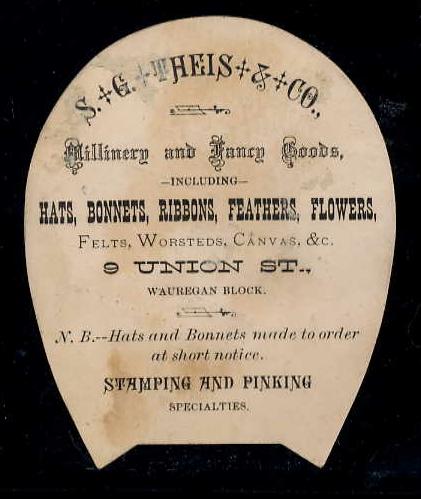 S. G. THEIS & CO.,
Millinery and Fancy Goods,
—INCLUDING—
HATS, BONNETS, RIBBONS, FEATHERS, FLOWERS,
FELTS, WORSTEDS, CANVAS, &C.
9 UNION ST.,
WAUREGAN BLOCK.
N. B.--Hats and Bonnets made to order
at short notice.
STAMPING AND PINKING
SPECIALTIES.